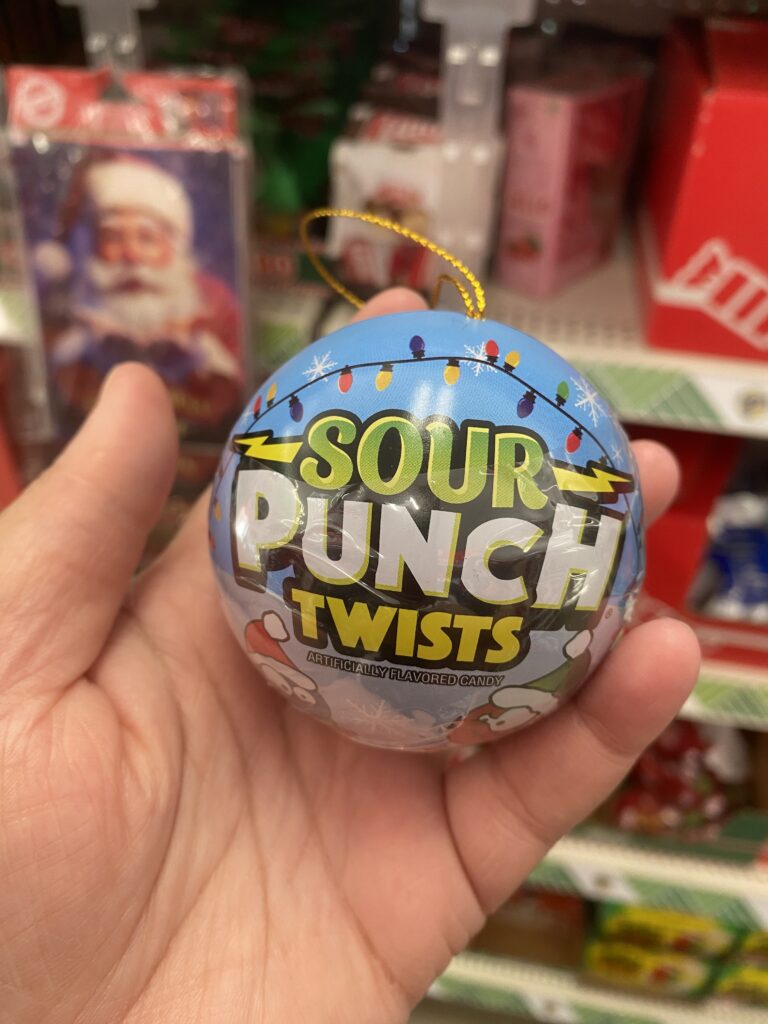 SOUR
PUNCH
TWISTS
ARTIFICIALLY FLAVORED CANDY